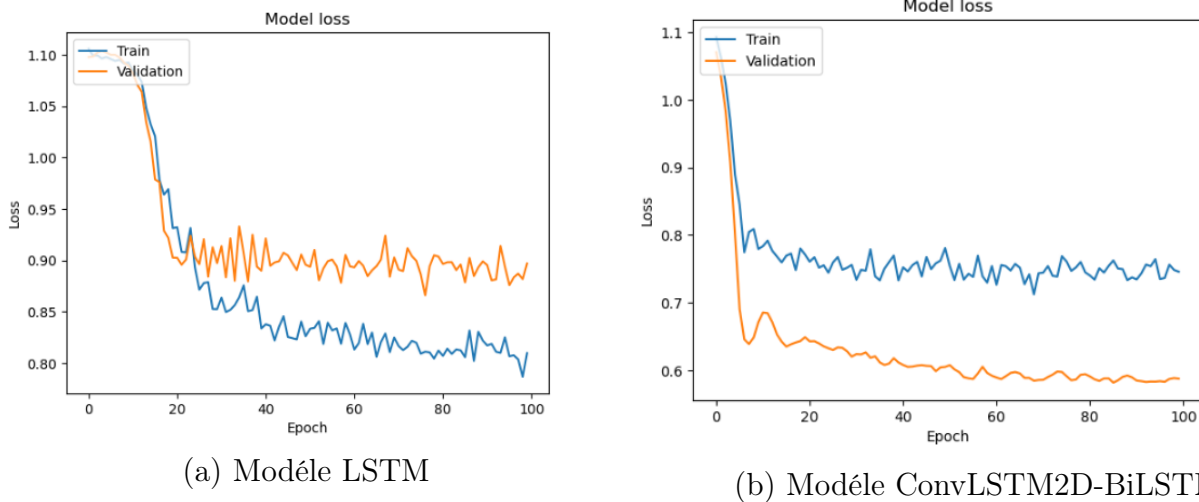 Model loss
Train
Validation
1.10
1.05
1.00
0.95
0.90
0.85
0.80
Loss
0
20
40
60
80
100
Epoch
(a) Modéle LSTM
Model loss
Train
Validation
1.1
1.0
0.9
0.8
0.7
0.6
Loss
0
20
40
60
80
100
Epoch
(b) Modéle